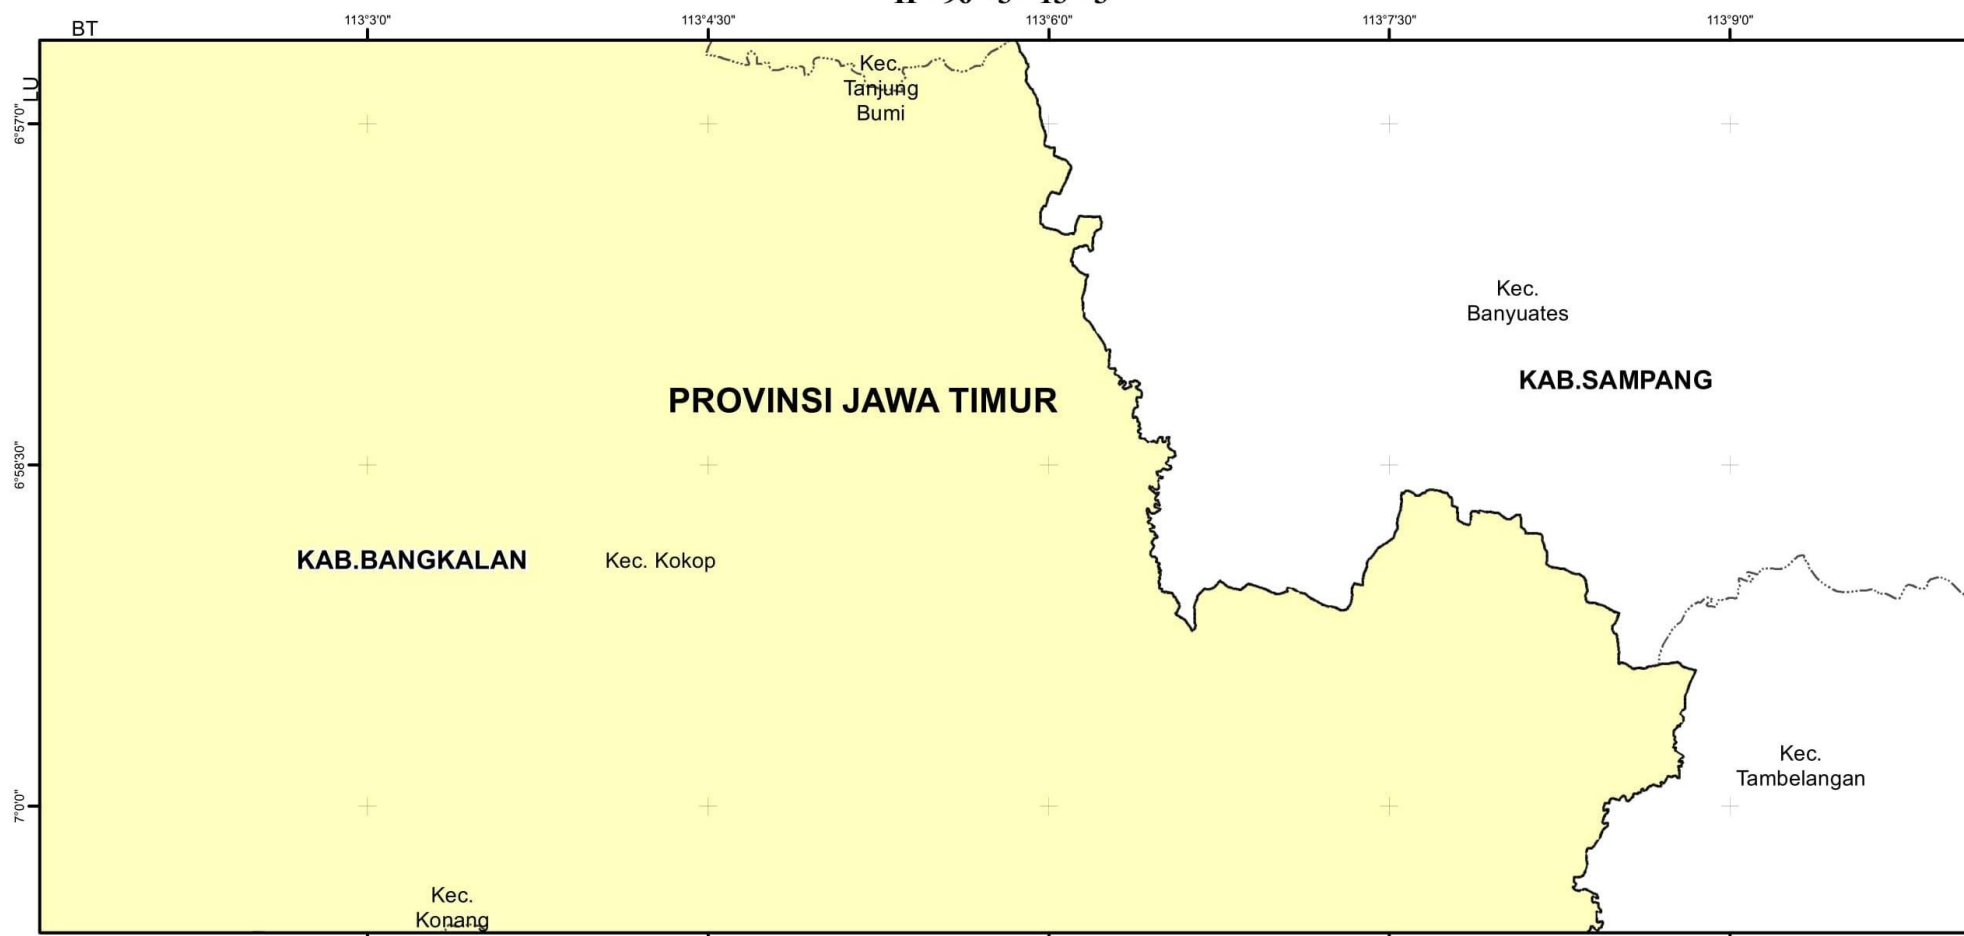 BT
113°3'0"
113°4'30"
113°6'0"
113°7'30"
113°9'0"
LU
6°57'0"
Kec.
Tanjung
Bumi
Kec.
Banyuates
KAB.SAMPANG
PROVINSI JAWA TIMUR
6°58'30"
KAB.BANGKALAN
Kec. Kokop
Kec.
Tambelangan
7°0'0"
Kec.
Konang